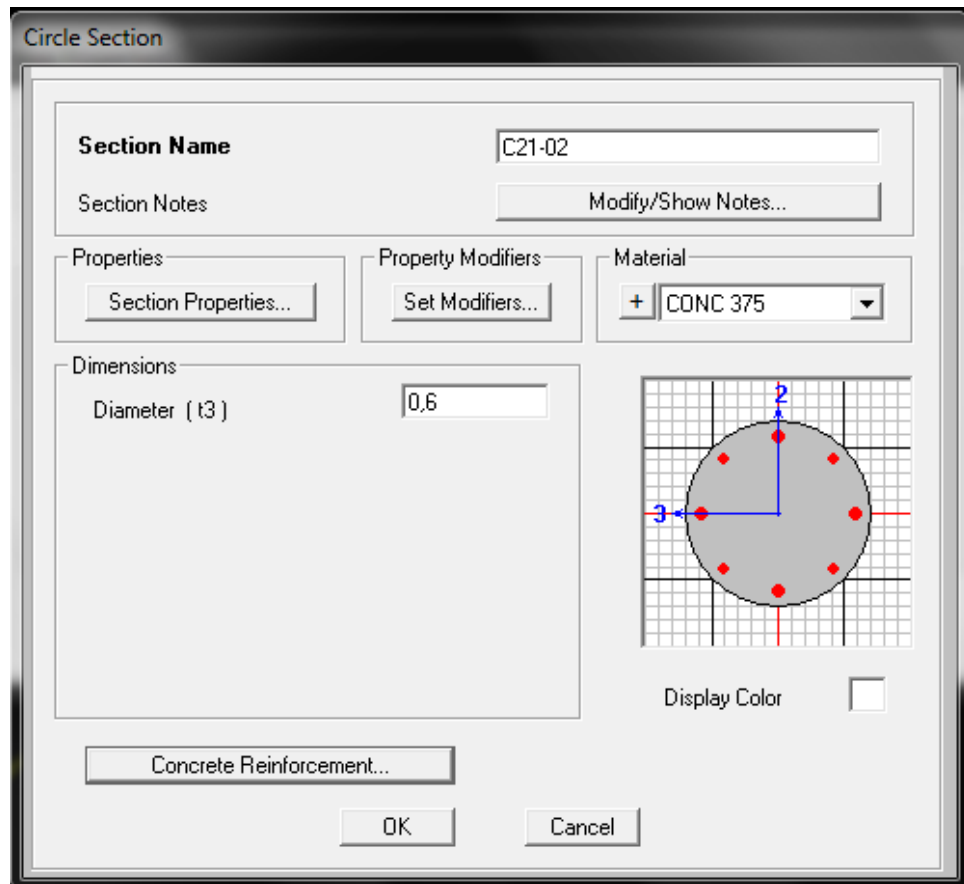 Circle Section
Section Name
C21-02
Section Notes
Modify/Show Notes...
Properties
Section Properties...
Property Modifiers
Set Modifiers...
Material
+
CONC 375
Dimensions
Diameter ( t3 )
0,6
2
3
Display Color
Concrete Reinforcement...
OK
Cancel